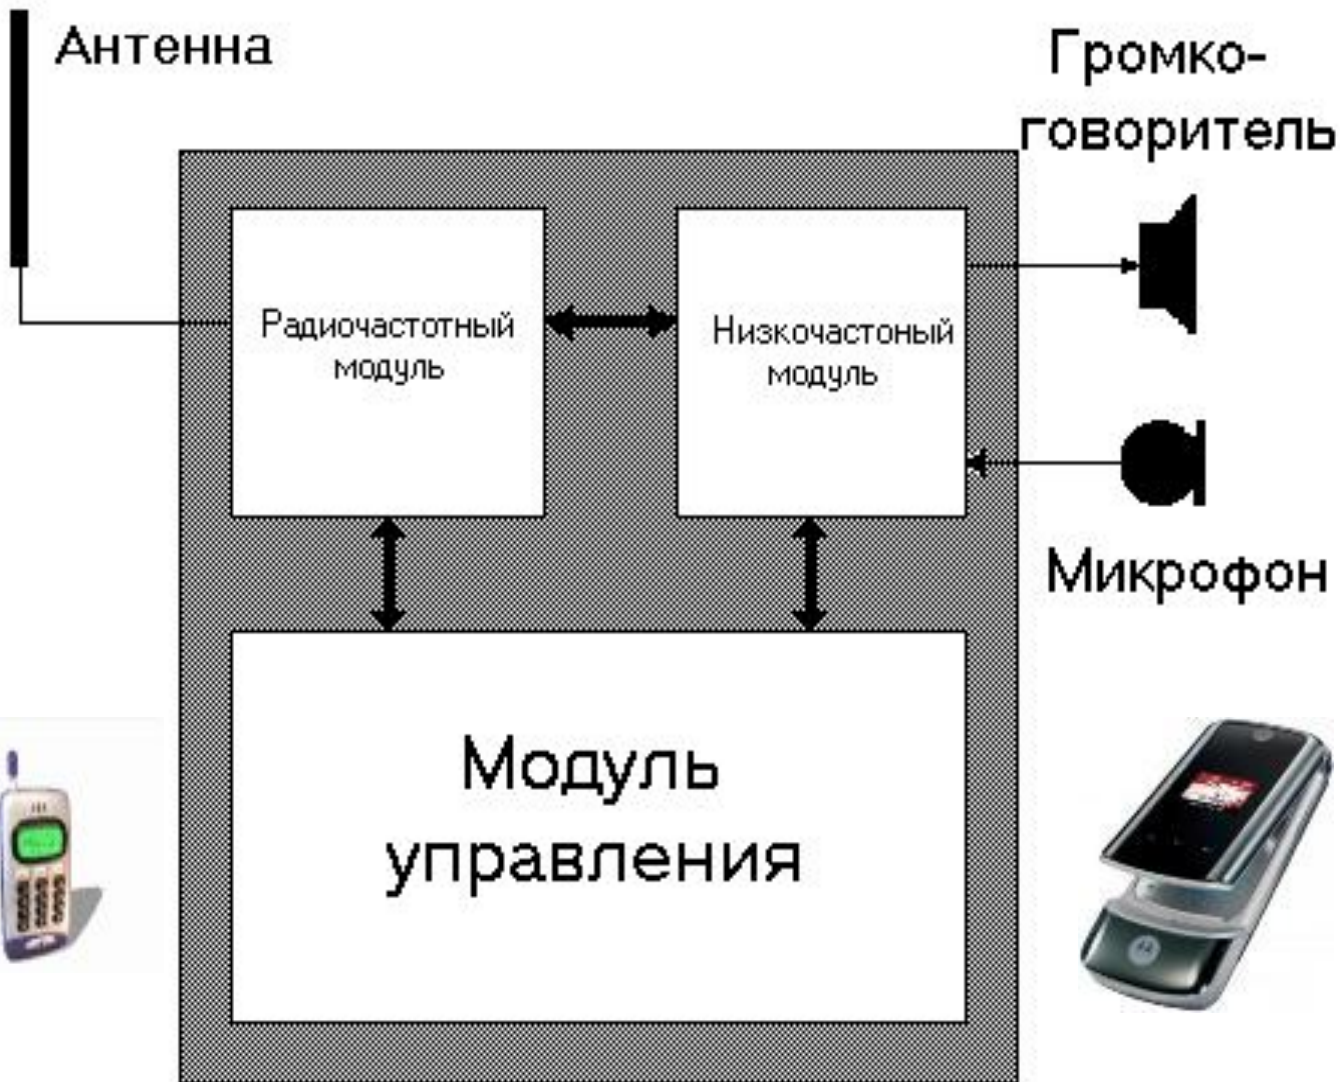 Антенна
Громко-
говоритель
Радиочастотный
модуль
Низкочастоный
модуль
Микрофон
Модуль
управления